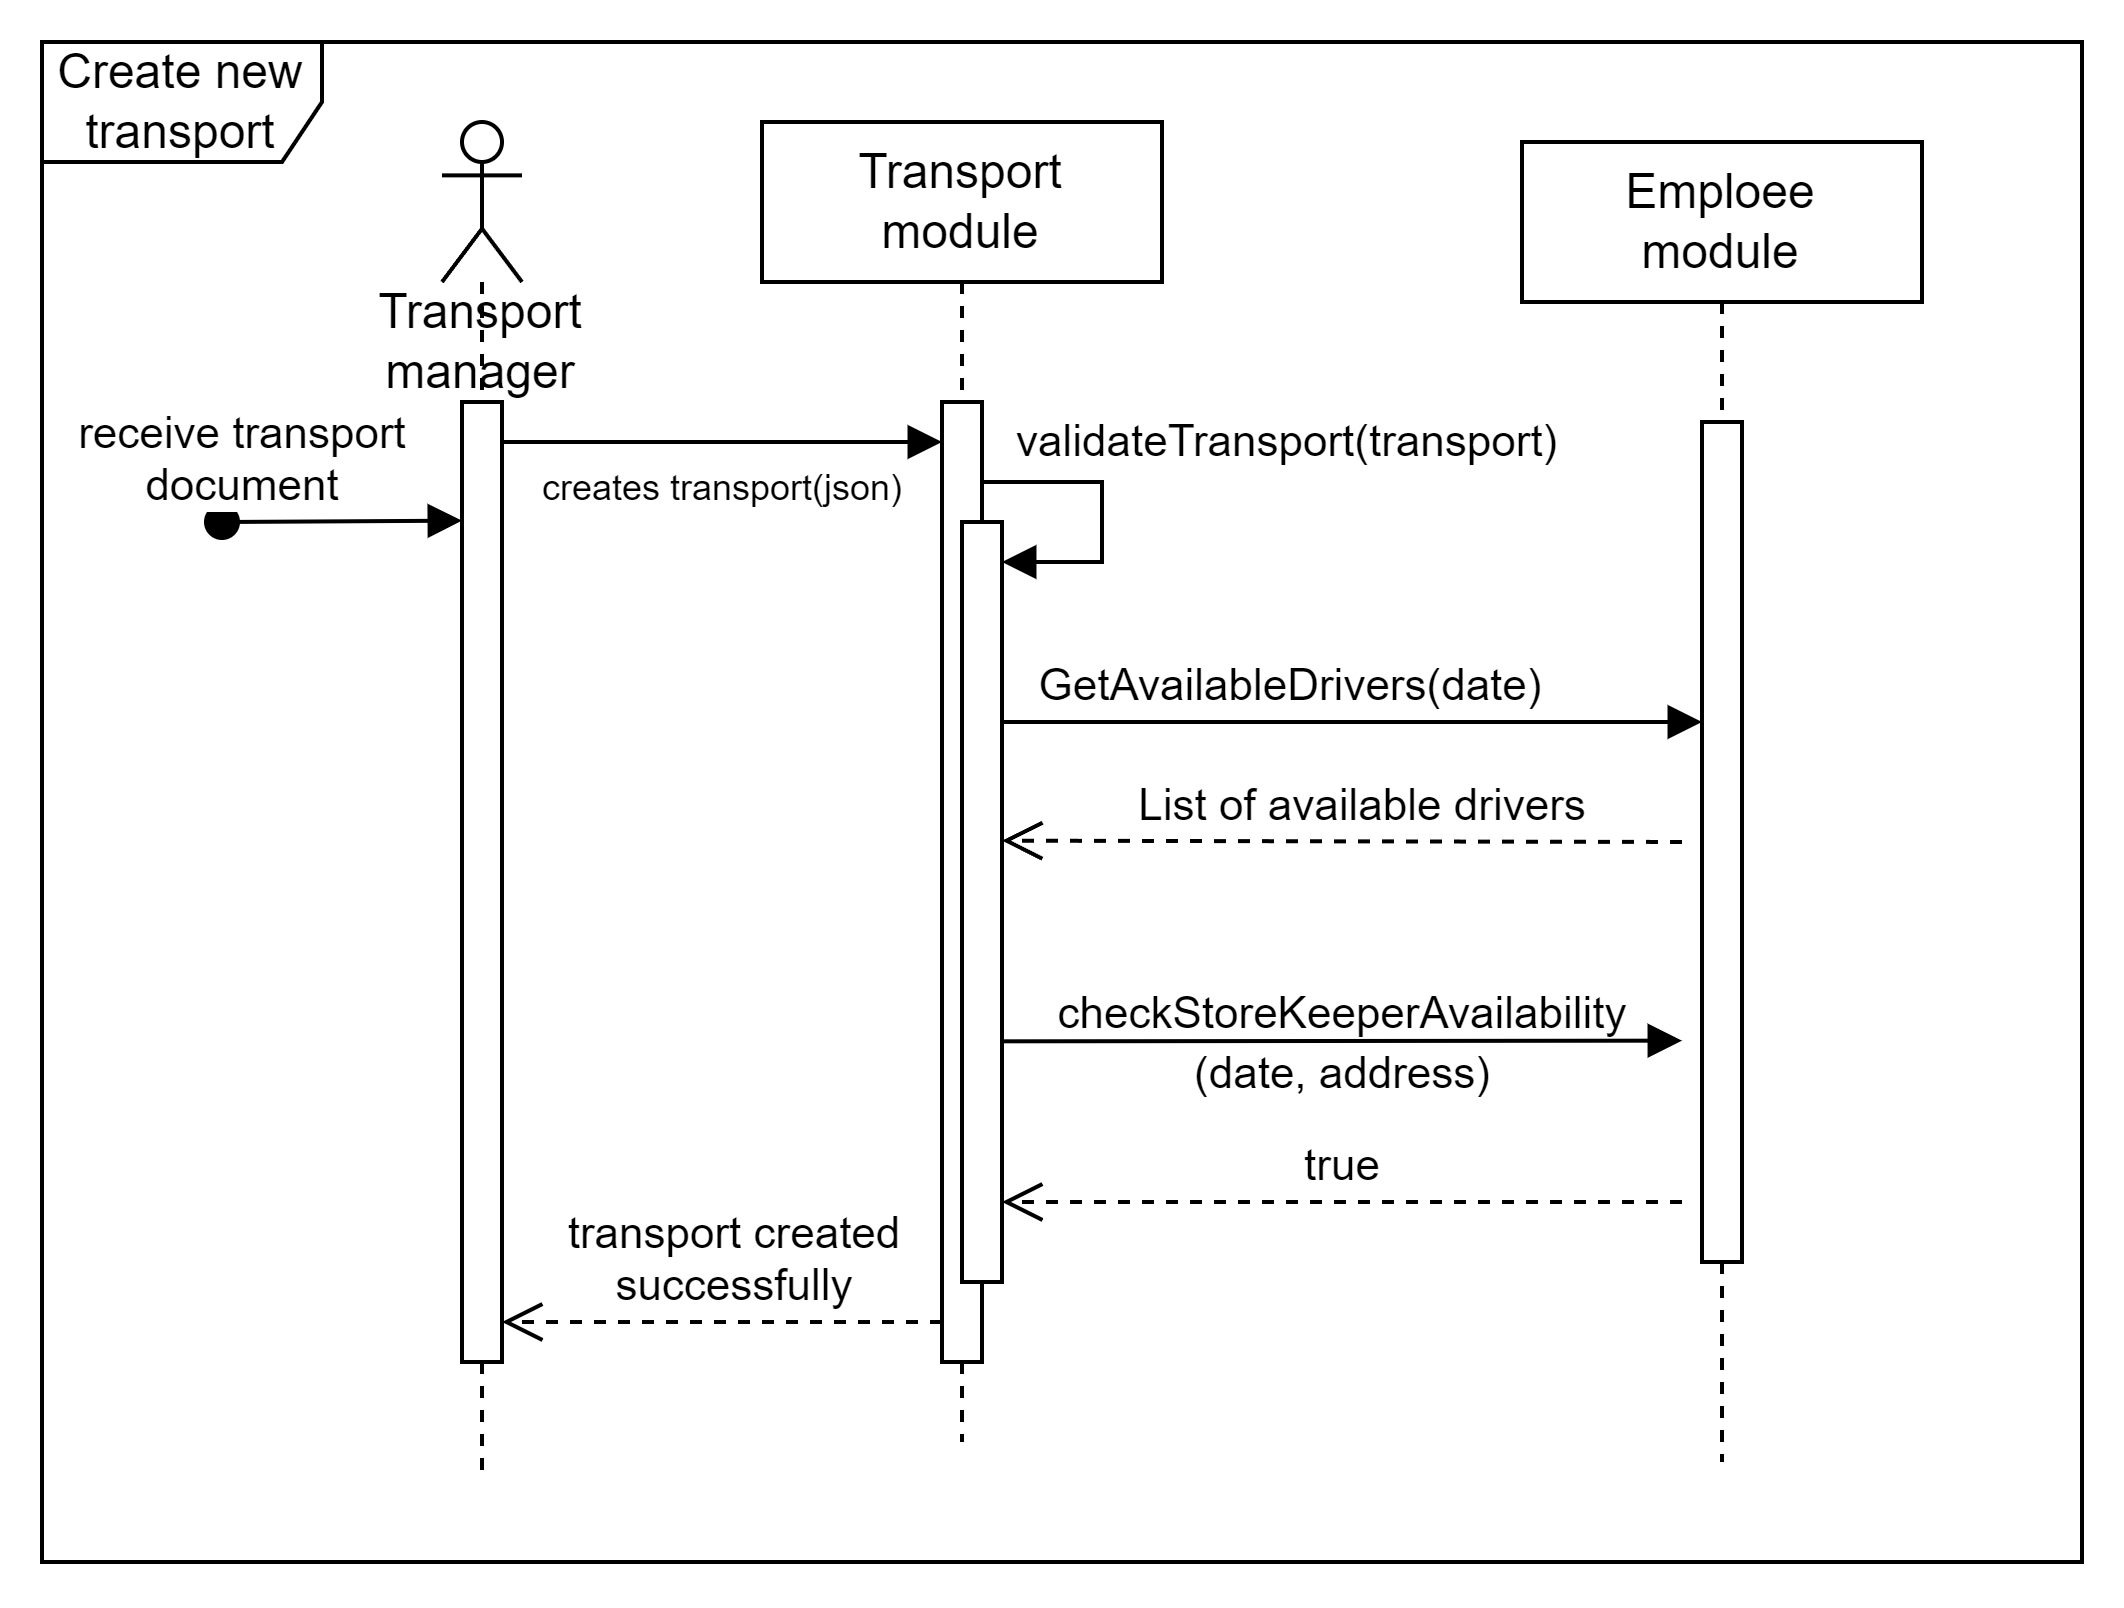 Create new
transport
Transport
module
Emploee
module
Transport
manager
receive transport
document
creates transport(json)
validateTransport(transport)
GetAvailableDrivers(date)
List of available drivers
checkStoreKeeperAvailability
(date, address)
true
transport created
successfully